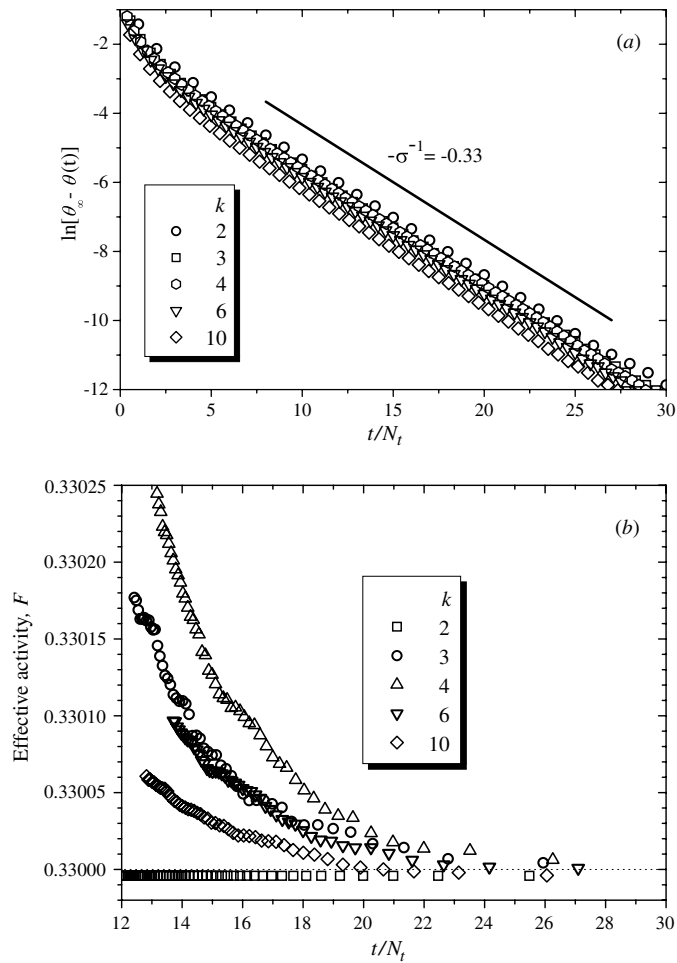 (a)
-2
-4
-6
-8
-10
-12
ln[θ∞ - θ(t)]
-σ⁻¹ = -0.33
k
2
3
4
6
10
0 5 10 15 20 25 30
t/Nₜ
(b)
0.33025
0.33020
0.33015
0.33010
0.33005
0.33000
Effective activity, F
k
2
3
4
6
10
12 14 16 18 20 22 24 26 28 30
t/Nₜ